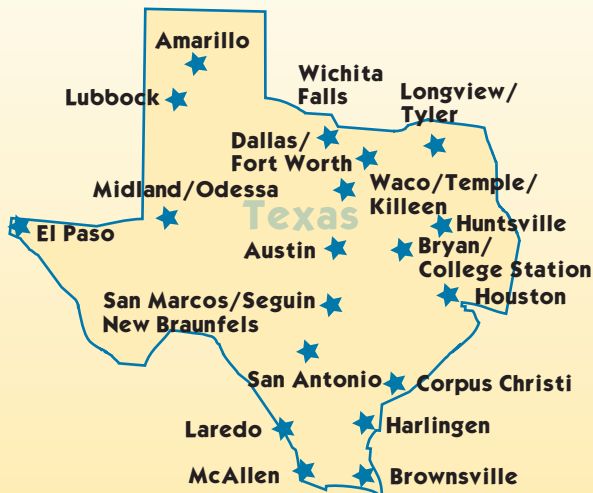 Amarillo
Lubbock
Wichita
Falls
Longview/
Tyler
Dallas/
Fort Worth
Midland/Odessa
Waco/Temple/
Killeen
Texas
El Paso
Huntsville
Austin
Bryan/
College Station
San Marcos/Seguin
New Braunfels
Houston
San Antonio
Corpus Christi
Laredo
Harlingen
McAllen
Brownsville